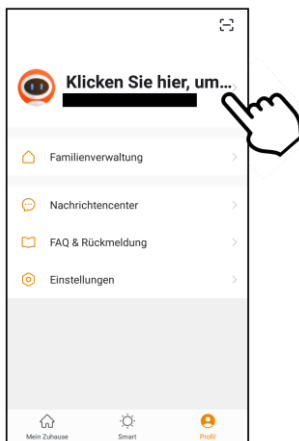 Klicken Sie hier, um...
Familienverwaltung
Nachrichtencenter
FAQ & Rückmeldung
Einstellungen
Mein Zuhause
Smart
Profil